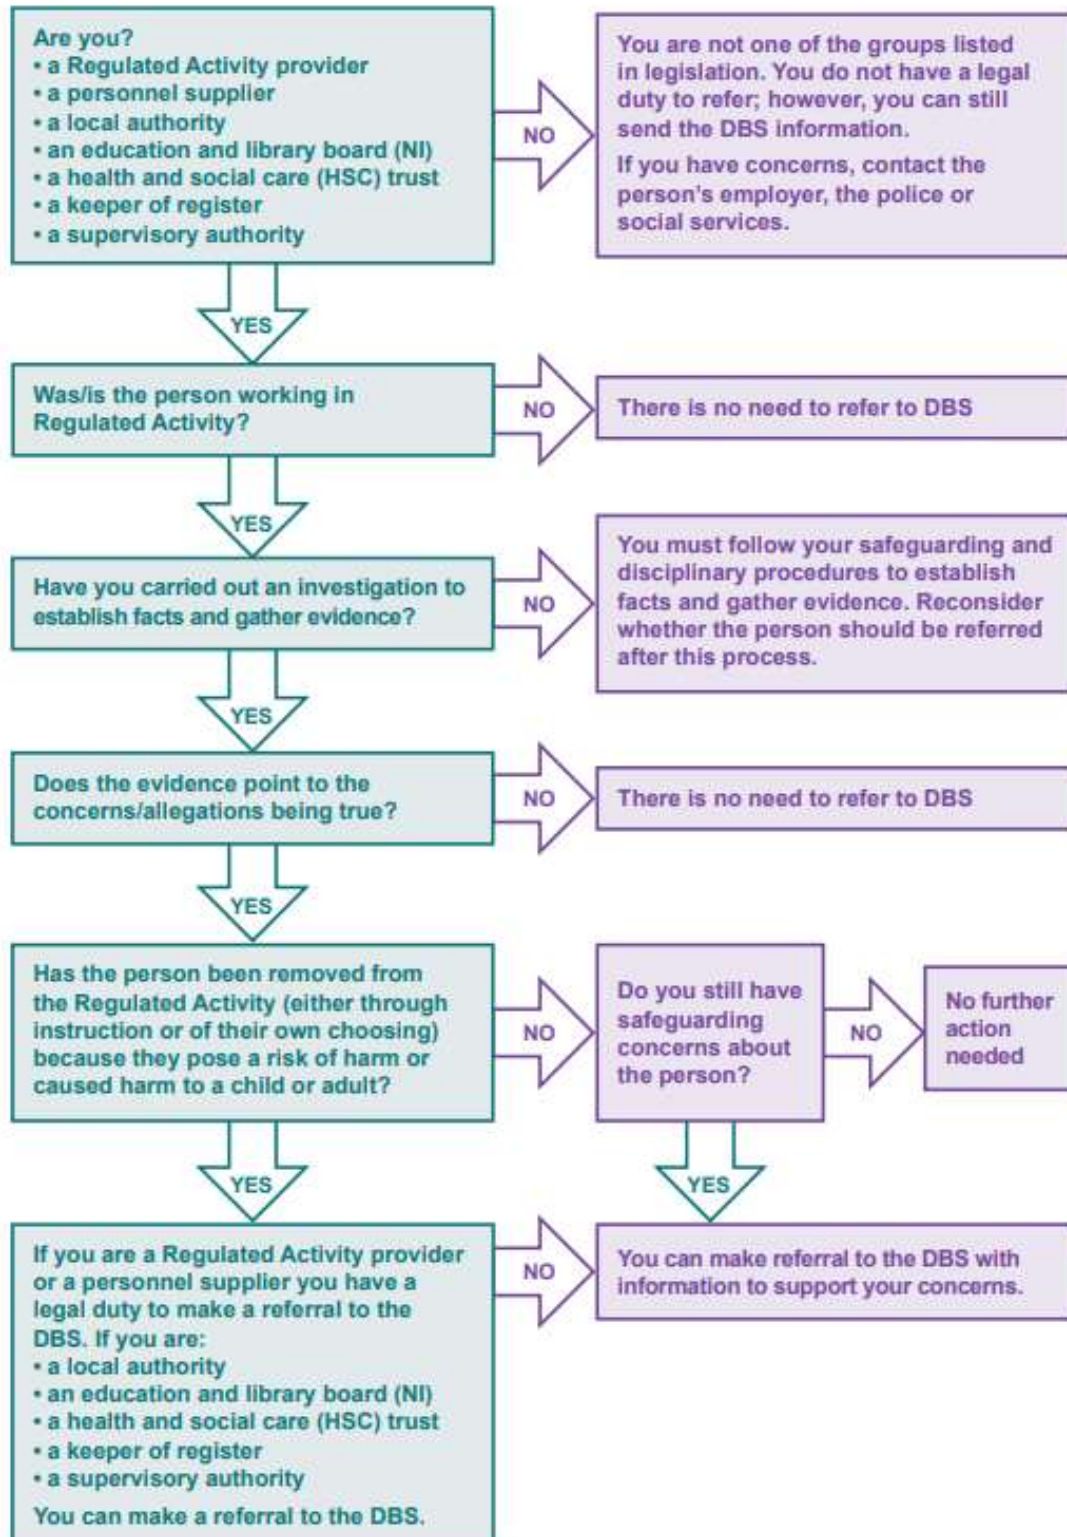 Are you?
• a Regulated Activity provider
• a personnel supplier
• a local authority
• an education and library board (NI)
• a health and social care (HSC) trust
• a keeper of register
• a supervisory authority
NO
You are not one of the groups listed
in legislation. You do not have a legal
duty to refer; however, you can still
send the DBS information.
If you have concerns, contact the
person's employer, the police or
social services.
YES
Was/is the person working in
Regulated Activity?
NO
There is no need to refer to DBS
YES
Have you carried out an investigation to
establish facts and gather evidence?
NO
You must follow your safeguarding and
disciplinary procedures to establish
facts and gather evidence. Reconsider
whether the person should be referred
after this process.
YES
Does the evidence point to the
concerns/allegations being true?
NO
There is no need to refer to DBS
YES
Has the person been removed from
the Regulated Activity (either through
instruction or of their own choosing)
because they pose a risk of harm or
caused harm to a child or adult?
NO
Do you still have
safeguarding
concerns about
the person?
NO
No further
action
needed
YES
YES
If you are a Regulated Activity provider
or a personnel supplier you have a
legal duty to make a referral to the
DBS. If you are:
• a local authority
• an education and library board (NI)
• a health and social care (HSC) trust
• a keeper of register
• a supervisory authority
You can make a referral to the DBS.
NO
You can make referral to the DBS with
information to support your concerns.